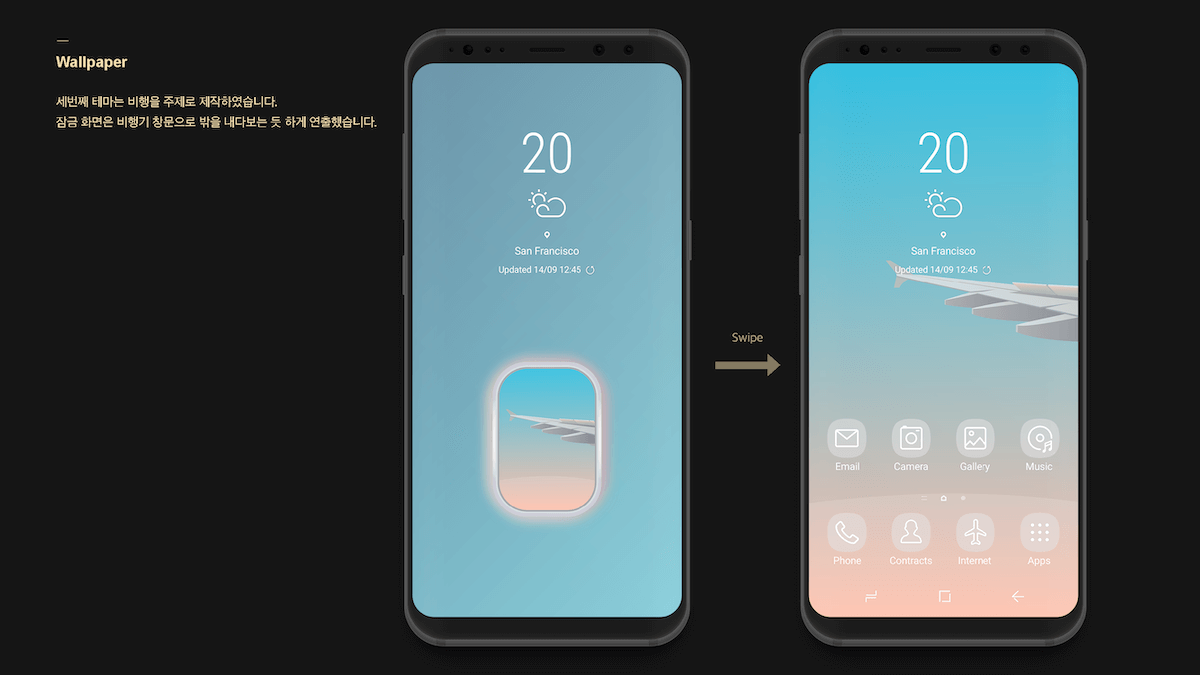 Wallpaper
세번째 테마는 비행을 주제로 제작하였습니다.
잠금 화면은 비행기 창문으로 밖을 내다보는 듯 하게 연출했습니다.
20
San Francisco
Updated 14/09 12:45
Swipe
20
San Francisco
Updated 14/09 12:45
Email Camera Gallery Music
Phone Contracts Internet Apps